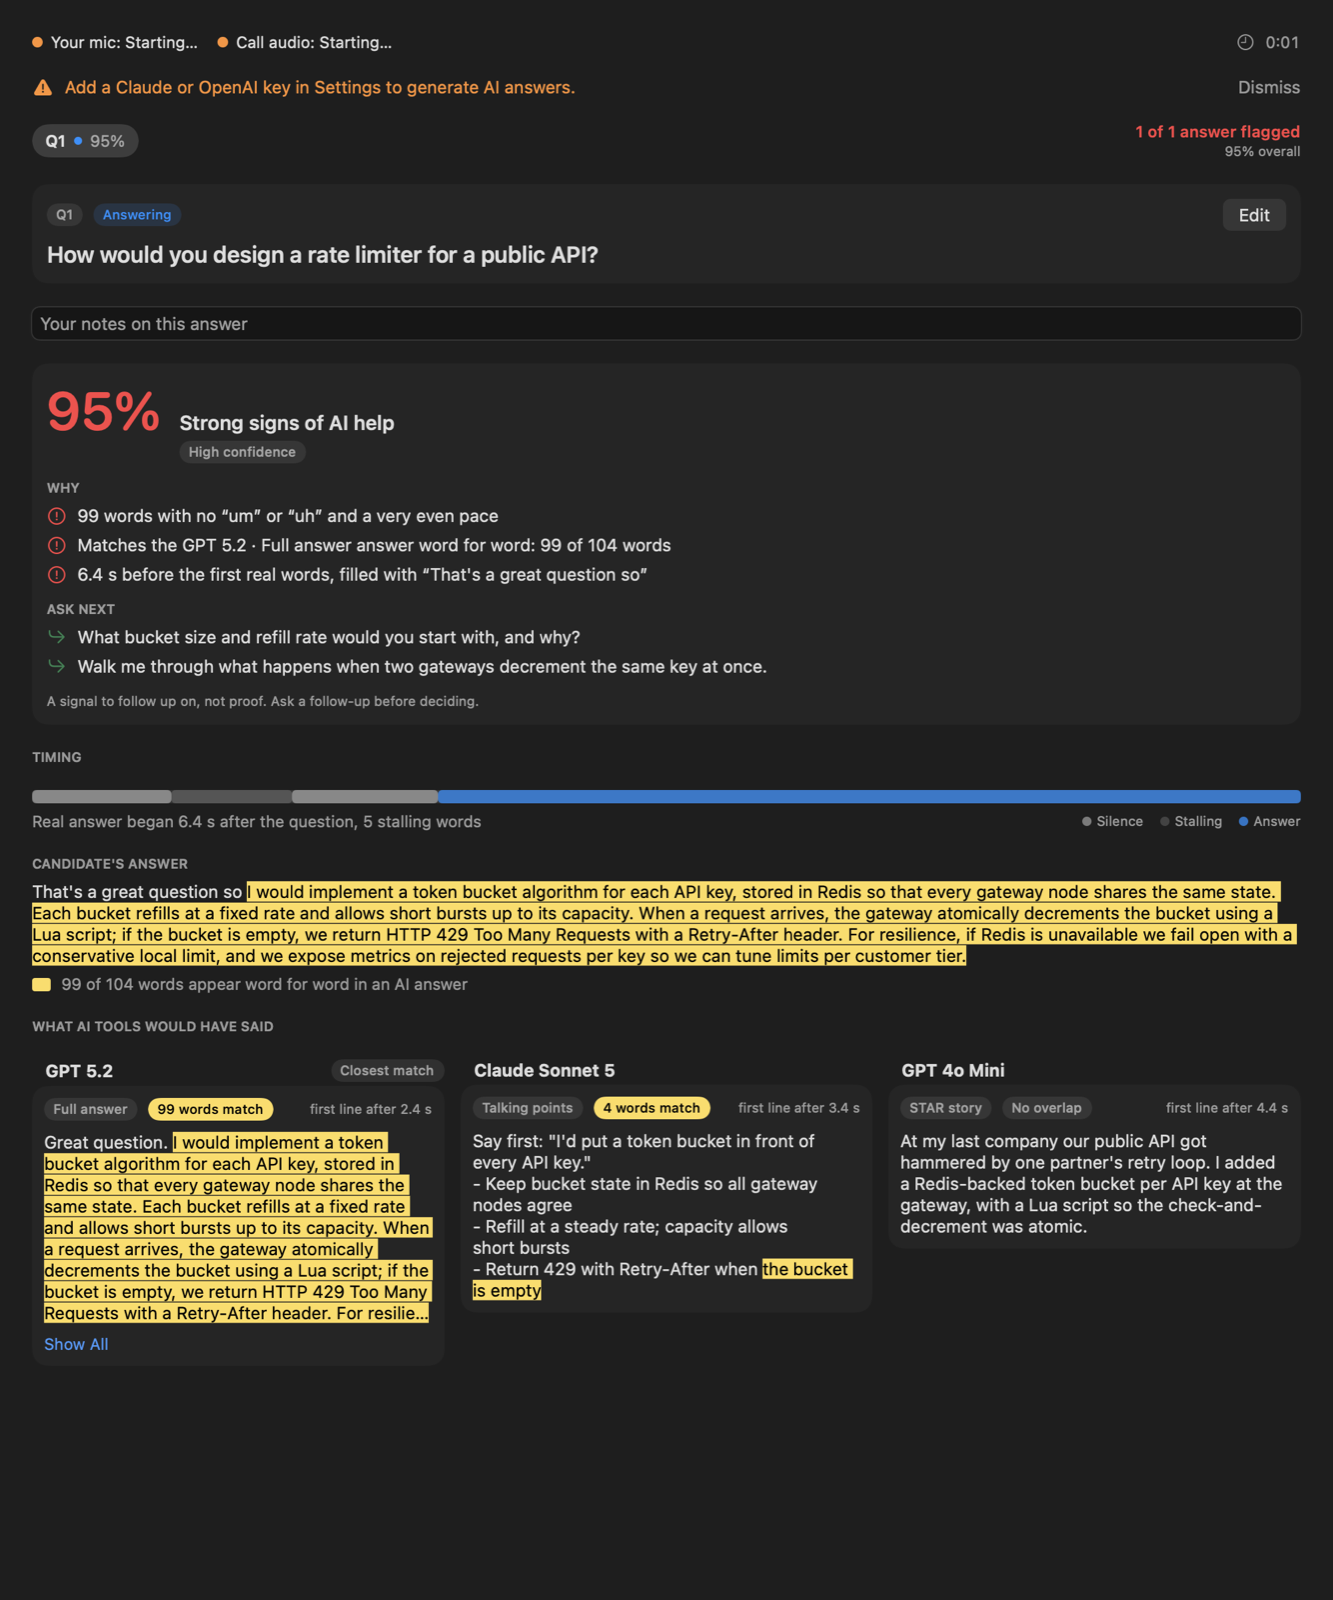 Your mic: Starting...
Call audio: Starting...
0:01
Add a Claude or OpenAI key in Settings to generate AI answers.
Dismiss
Q1 • 95%
1 of 1 answer flagged
95% overall
Q1
Answering
Edit
How would you design a rate limiter for a public API?
Your notes on this answer
95%
Strong signs of AI help
High confidence
WHY
99 words with no “um” or “uh” and a very even pace
Matches the GPT 5.2 · Full answer answer word for word: 99 of 104 words
6.4 s before the first real words, filled with “That's a great question so”
ASK NEXT
What bucket size and refill rate would you start with, and why?
Walk me through what happens when two gateways decrement the same key at once.
A signal to follow up on, not proof. Ask a follow-up before deciding.
TIMING
Real answer began 6.4 s after the question, 5 stalling words
Silence
Stalling
Answer
CANDIDATE'S ANSWER
That's a great question so I would implement a token bucket algorithm for each API key, stored in Redis so that every gateway node shares the same state.
Each bucket refills at a fixed rate and allows short bursts up to its capacity. When a request arrives, the gateway atomically decrements the bucket using a
Lua script; if the bucket is empty, we return HTTP 429 Too Many Requests with a Retry-After header. For resilience, if Redis is unavailable we fail open with a
conservative local limit, and we expose metrics on rejected requests per key so we can tune limits per customer tier.
99 of 104 words appear word for word in an AI answer
WHAT AI TOOLS WOULD HAVE SAID
GPT 5.2
Closest match
Full answer
99 words match
first line after 2.4 s
Great question. I would implement a token
bucket algorithm for each API key, stored in
Redis so that every gateway node shares the
same state. Each bucket refills at a fixed rate
and allows short bursts up to its capacity. When
a request arrives, the gateway atomically
decrements the bucket using a Lua script; if the
bucket is empty, we return HTTP 429 Too Many
Requests with a Retry-After header. For resilie...
Show All
Claude Sonnet 5
Talking points
4 words match
first line after 3.4 s
Say first: "I'd put a token bucket in front of
every API key."
- Keep bucket state in Redis so all gateway
nodes agree
- Refill at a steady rate; capacity allows
short bursts
- Return 429 with Retry-After when the bucket
is empty
GPT 4o Mini
STAR story
No overlap
first line after 4.4 s
At my last company our public API got
hammered by one partner's retry loop. I added
a Redis-backed token bucket per API key at the
gateway, with a Lua script so the check-and-
decrement was atomic.